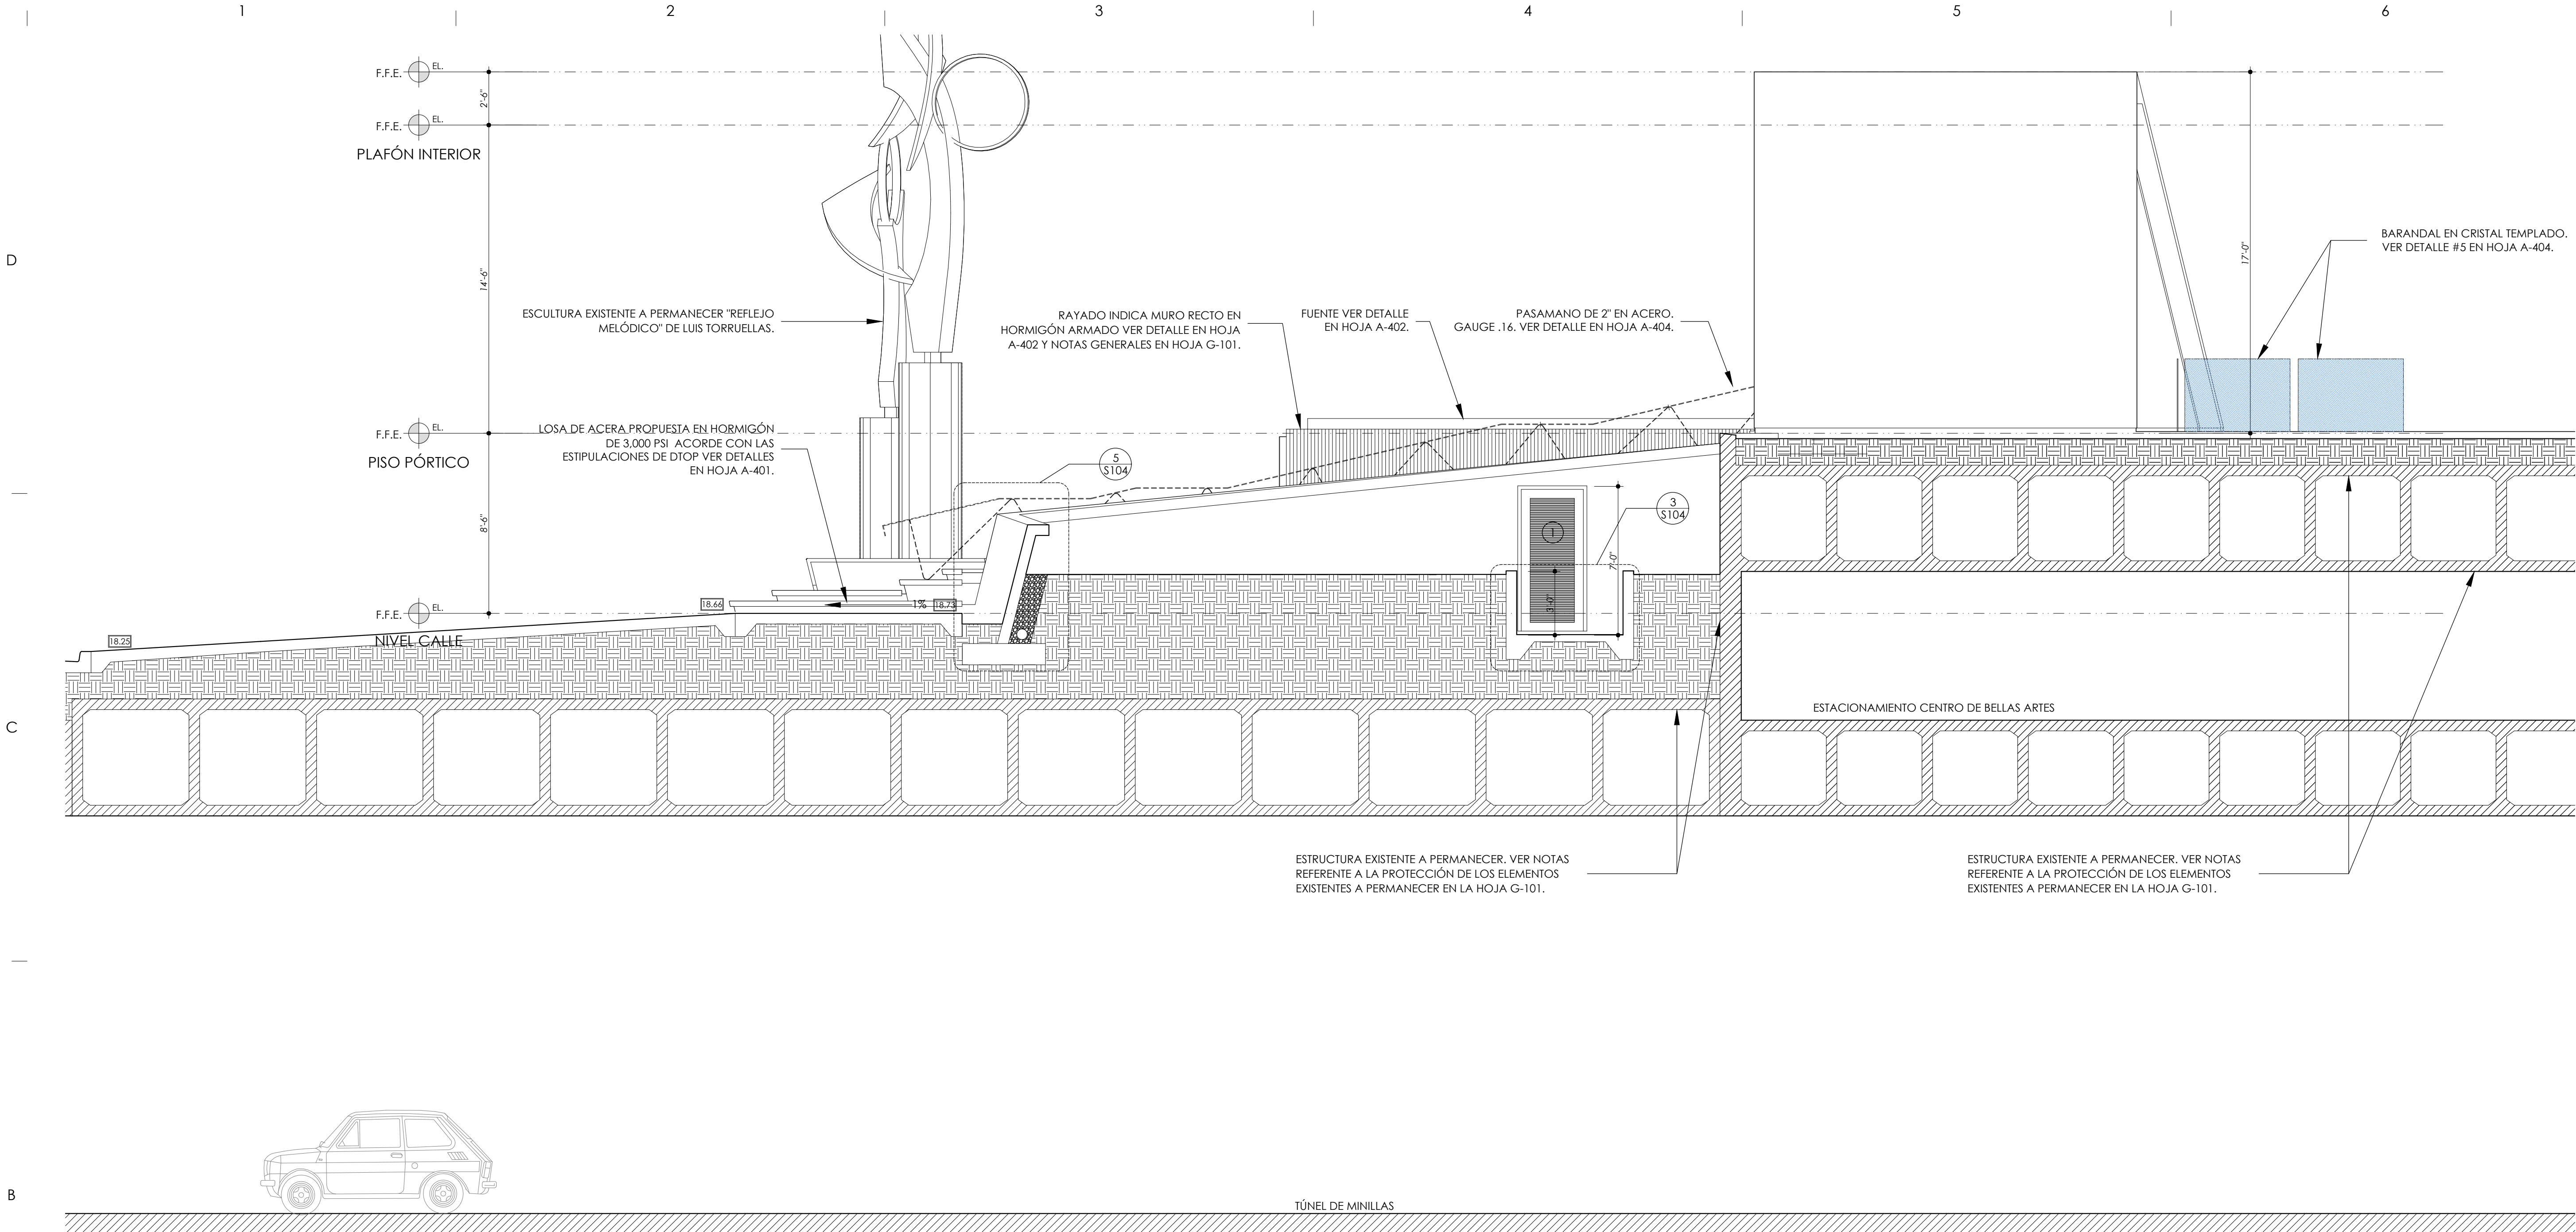 1
2
3
4
5
6
F.F.E.
EL.
2'-6"
F.F.E.
EL.
PLAFÓN INTERIOR
D
BARANDAL EN CRISTAL TEMPLADO.
VER DETALLE #5 EN HOJA A-404.
17'-0"
14'-6"
ESCULTURA EXISTENTE A PERMANECER "REFLEJO
MELÓDICO" DE LUIS TORRUELLAS.
RAYADO INDICA MURO RECTO EN
HORMIGÓN ARMADO VER DETALLE EN HOJA
A-402 Y NOTAS GENERALES EN HOJA G-101.
FUENTE VER DETALLE
EN HOJA A-402.
PASAMANO DE 2" EN ACERO.
GAUGE .16. VER DETALLE EN HOJA A-404.
F.F.E.
EL.
PISO PÓRTICO
LOSA DE ACERA PROPUESTA EN HORMIGÓN
DE 3,000 PSI ACORDE CON LAS
ESTIPULACIONES DE DTOP VER DETALLES
EN HOJA A-401.
5
S104
3
S104
8'-6"
1
7'-0"
3'-0"
18.66
1%
18.73
F.F.E.
EL.
NIVEL CALLE
18.25
C
ESTACIONAMIENTO CENTRO DE BELLAS ARTES
ESTRUCTURA EXISTENTE A PERMANECER. VER NOTAS
REFERENTE A LA PROTECCIÓN DE LOS ELEMENTOS
EXISTENTES A PERMANECER EN LA HOJA G-101.
ESTRUCTURA EXISTENTE A PERMANECER. VER NOTAS
REFERENTE A LA PROTECCIÓN DE LOS ELEMENTOS
EXISTENTES A PERMANECER EN LA HOJA G-101.
B
TÚNEL DE MINILLAS